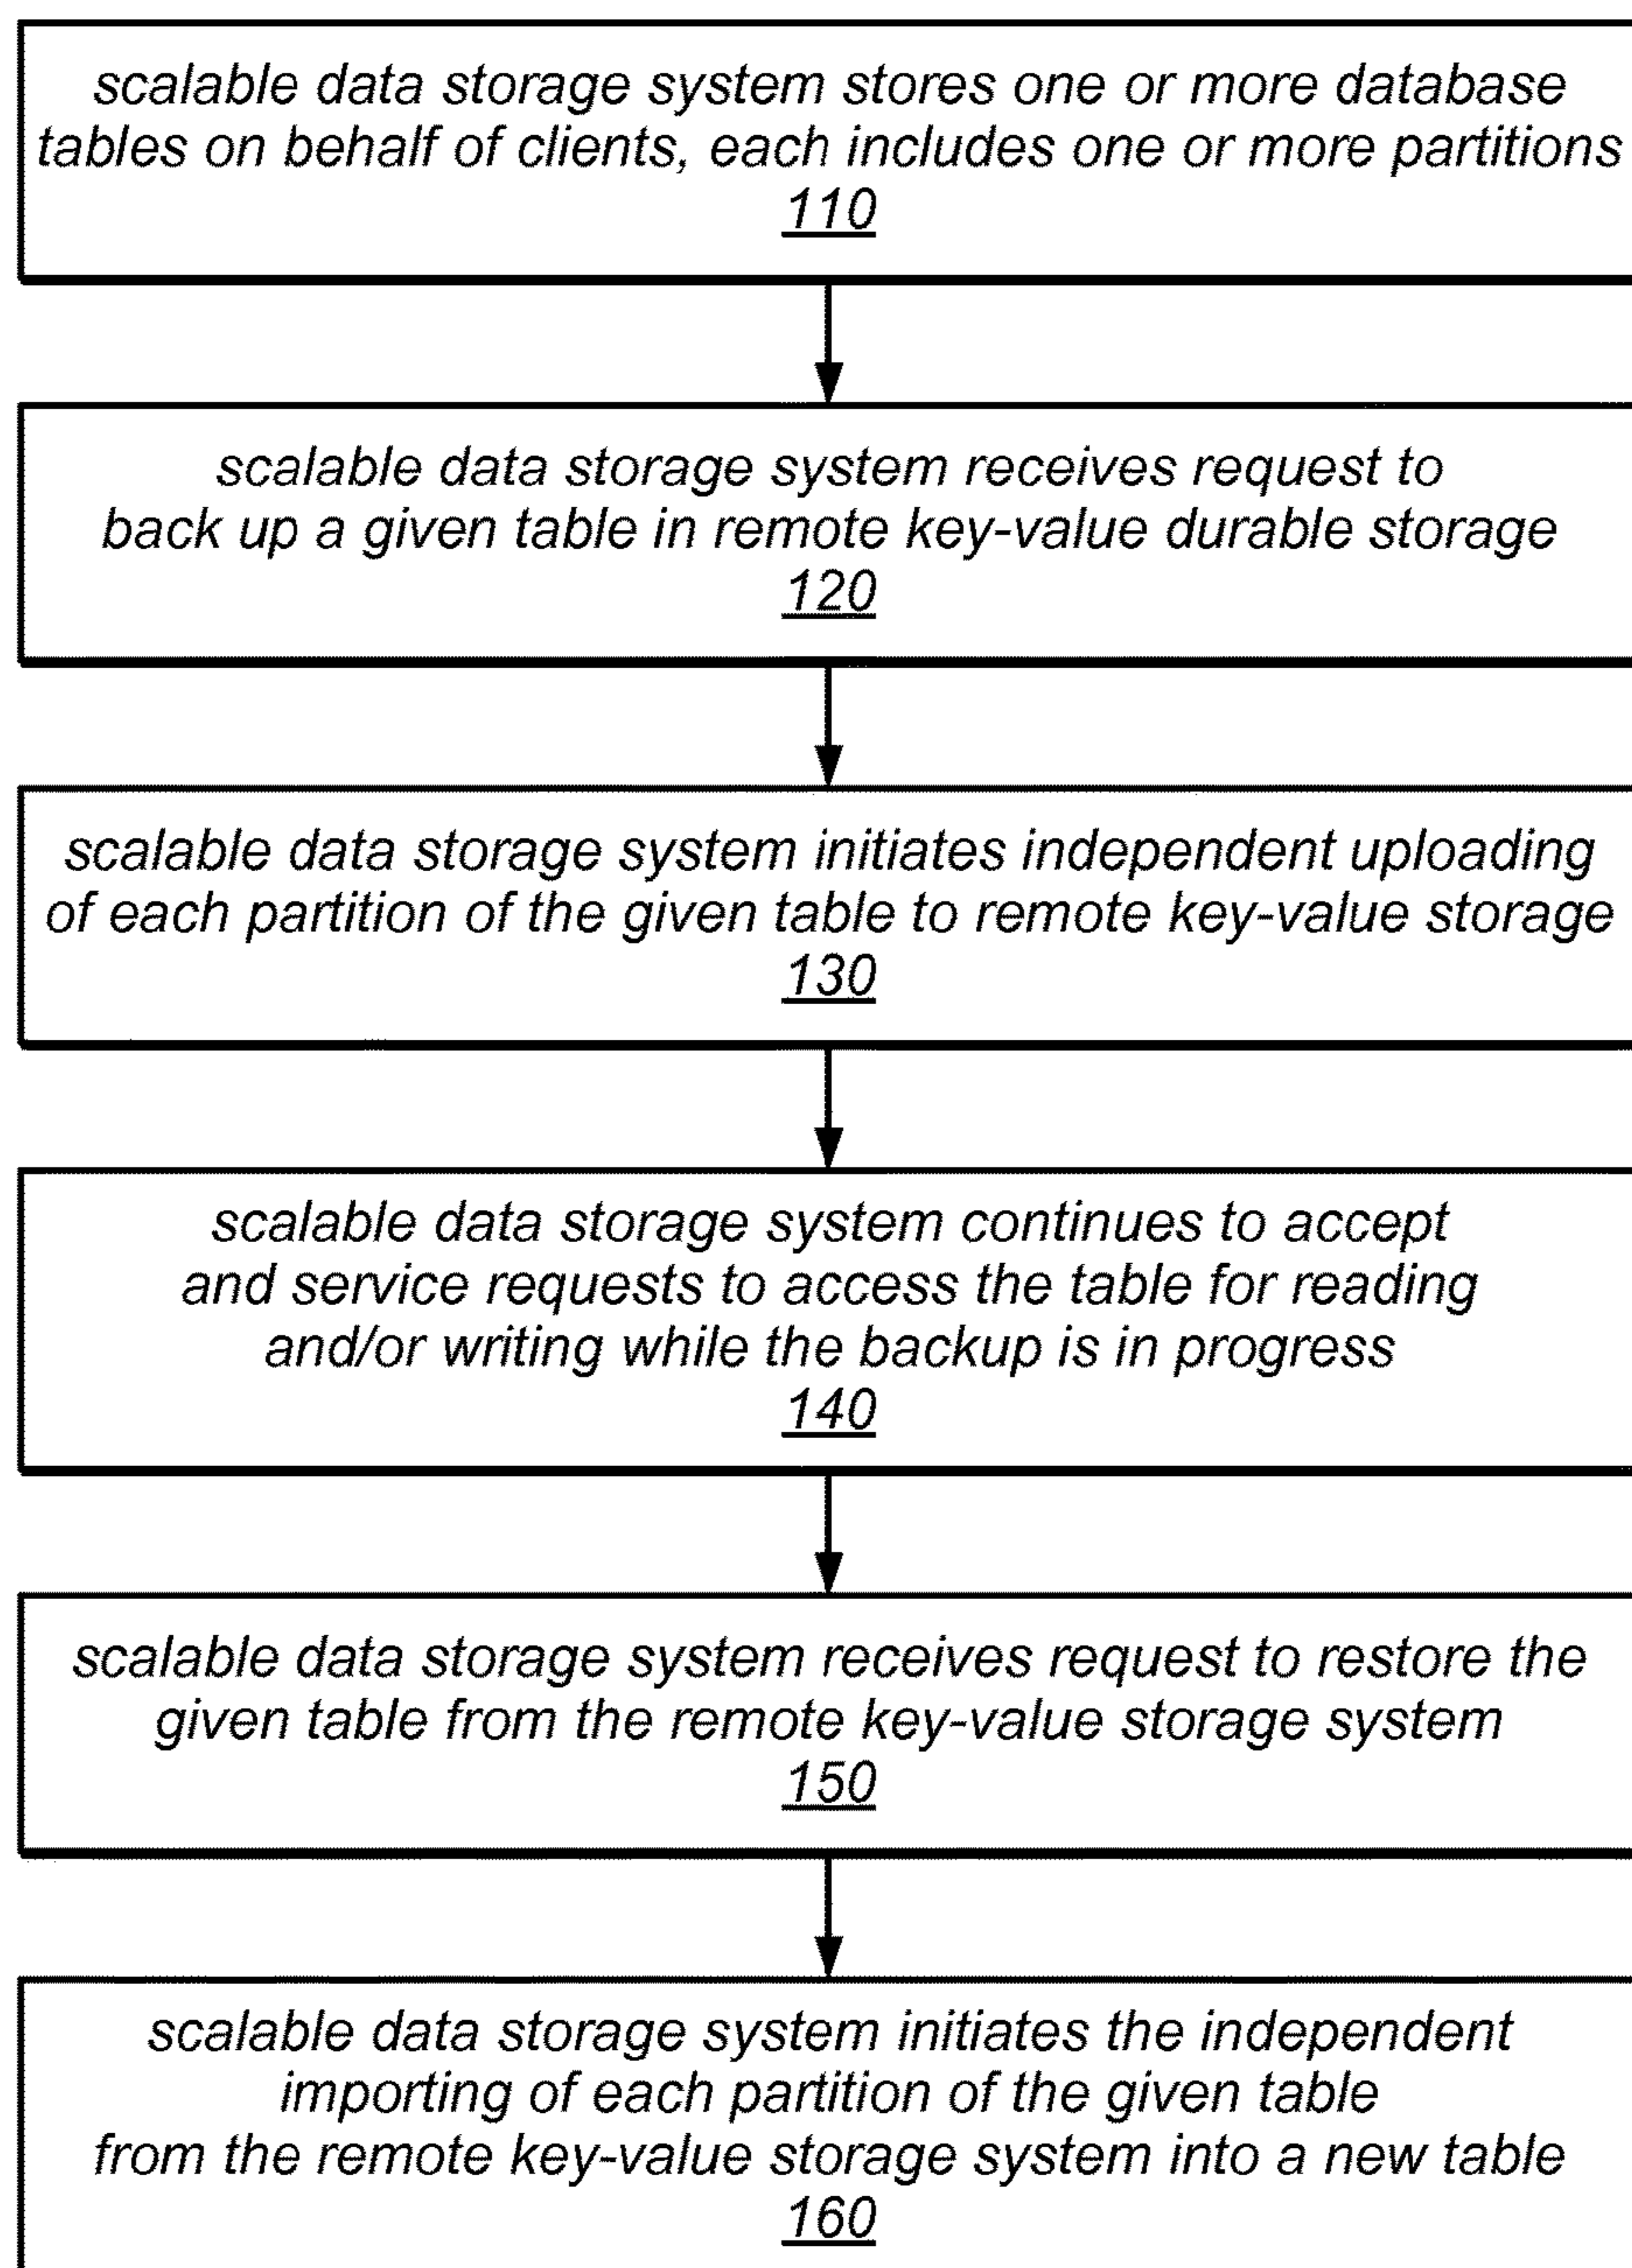 scalable data storage system stores one or more database
tables on behalf of clients, each includes one or more partitions
110
scalable data storage system receives request to
back up a given table in remote key-value durable storage
120
scalable data storage system initiates independent uploading
of each partition of the given table to remote key-value storage
130
scalable data storage system continues to accept
and service requests to access the table for reading
and/or writing while the backup is in progress
140
scalable data storage system receives request to restore the
given table from the remote key-value storage system
150
scalable data storage system initiates the independent
importing of each partition of the given table
from the remote key-value storage system into a new table
160